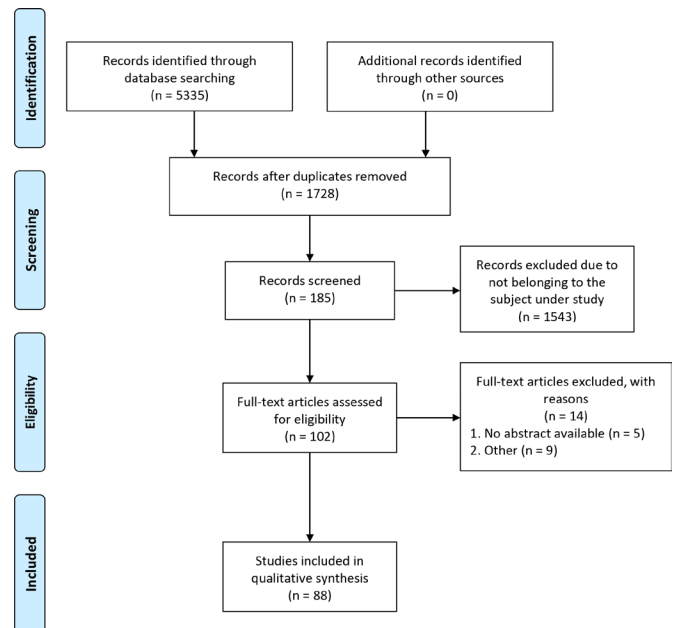 Identification
Records identified through
database searching
(n = 5335)
Additional records identified
through other sources
(n = 0)
Records after duplicates removed
(n = 1728)
Screening
Records screened
(n = 185)
Records excluded due to
not belonging to the
subject under study
(n = 1543)
Eligibility
Full-text articles assessed
for eligibility
(n = 102)
Full-text articles excluded, with
reasons
(n = 14)
1. No abstract available (n = 5)
2. Other (n = 9)
Included
Studies included in
qualitative synthesis
(n = 88)